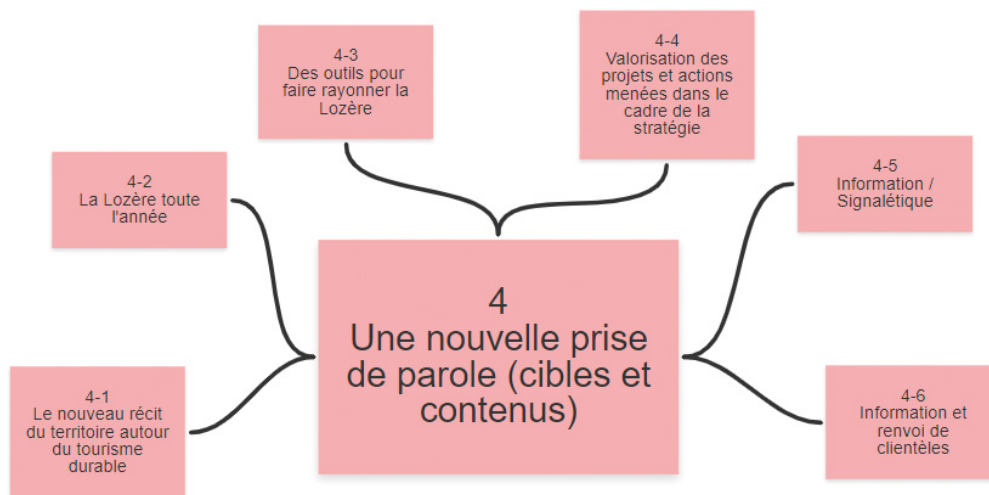 4-3
Des outils pour
faire rayonner la
Lozère
4-4
Valorisation des
projets et actions
menées dans le
cadre de la
stratégie
4-2
La Lozère toute
l'année
4-5
Information /
Signalétique
4
Une nouvelle prise
de parole (cibles et
contenus)
4-1
Le nouveau récit
du territoire autour
du tourisme
durable
4-6
Information et
renvoi de
clientèles